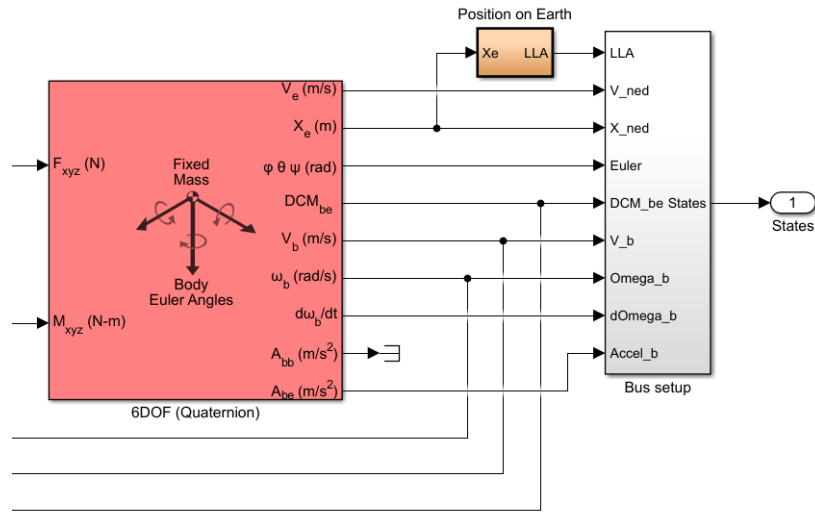 Position on Earth
Xe LLA
LLA
V_e (m/s)
V_ned
X_e (m)
X_ned
F_xyz (N)
Fixed
Mass
φ θ ψ (rad)
Euler
DCM_be
DCM_be States
1
States
V_b (m/s)
V_b
Body
Euler Angles
ω_b (rad/s)
Omega_b
M_xyz (N-m)
dω_b/dt
dOmega_b
A_bb (m/s²)
Accel_b
A_be (m/s²)
Bus setup
6DOF (Quaternion)